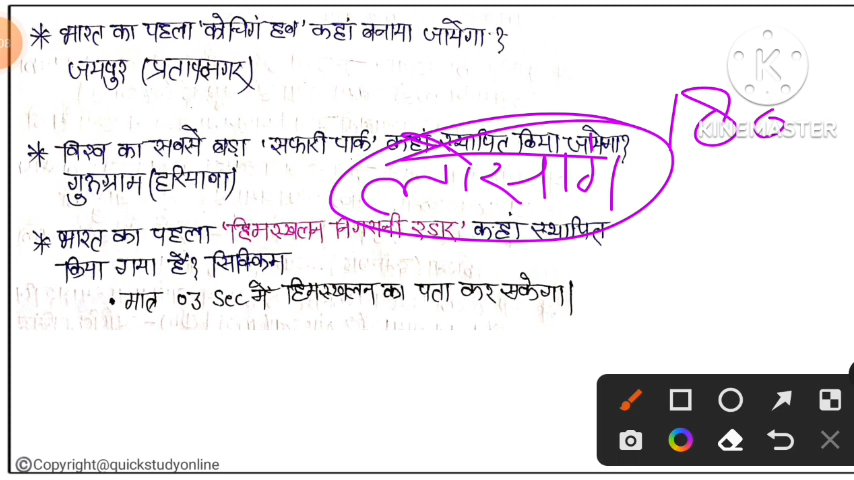 * भारत का पहला 'कोचिगं हब' कहां बनाया जायेगा ?
जयपुर (प्रतापनगर)
180
KINEMASTER
* विश्व का सबसे बड़ा 'सफारी पार्क' कहां स्थापित किया जायेगा?
गुरुग्राम (हरियाणा)
* भारत का पहला 'हिमस्खलन निगरानी रडार' कहां स्थापित
किया गया है? सिक्किम
• मात्र 03 Sec में हिमस्खलन का पता कर सकेगा।
©Copyright@quickstudyonline